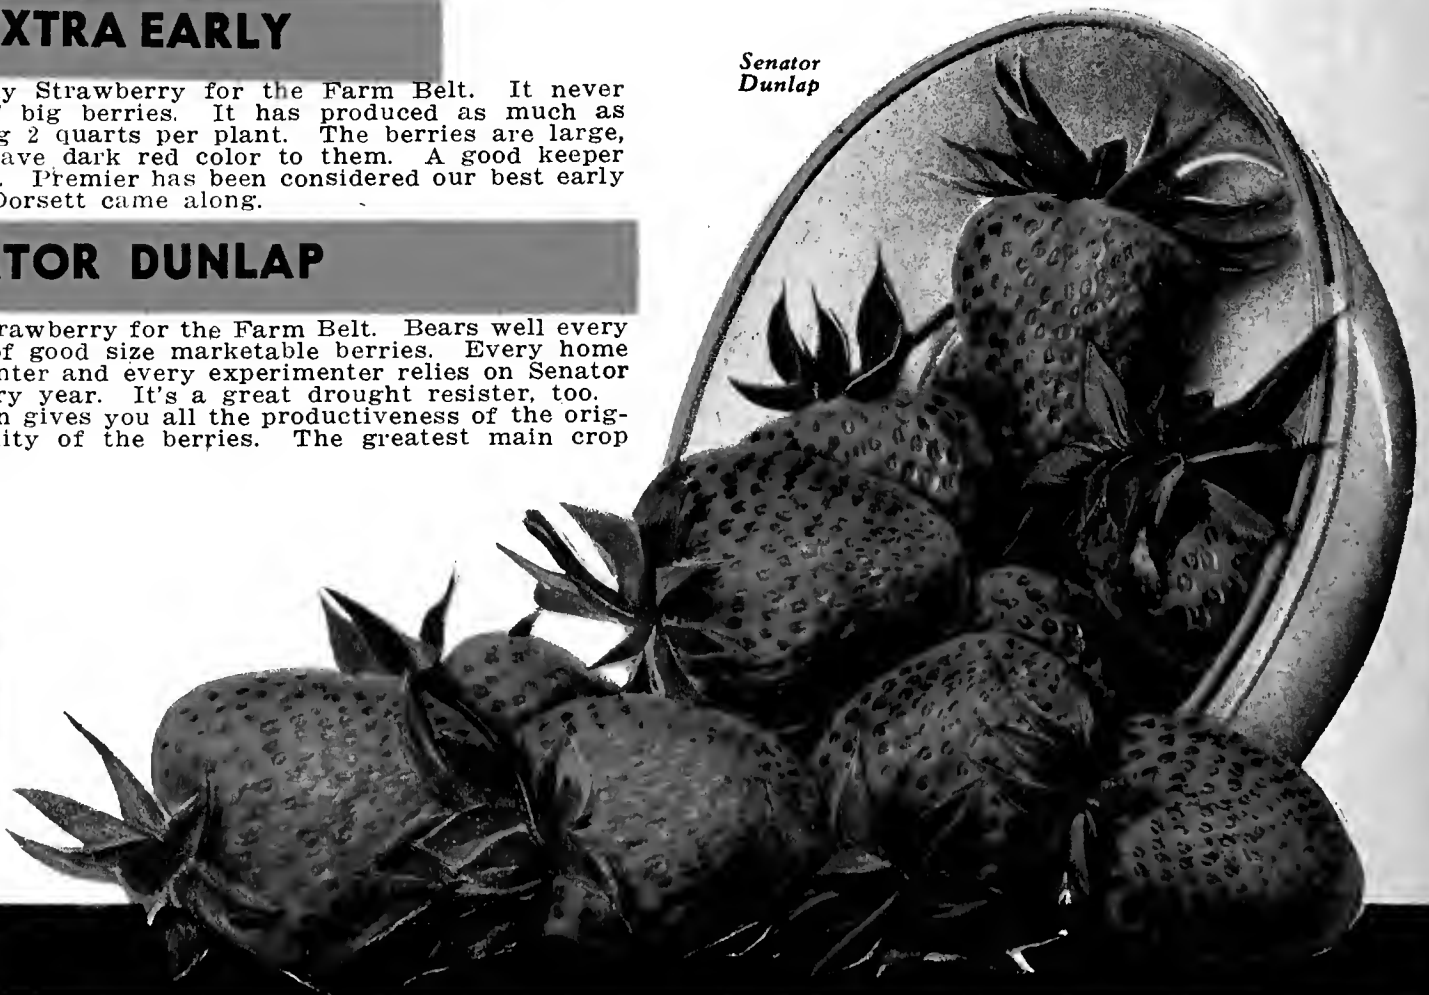 XTRA EARLY
y Strawberry for the Farm Belt. It never
big berries. It has produced as much as
g 2 quarts per plant. The berries are large,
ave dark red color to them. A good keeper
. Premier has been considered our best early
Dorsett came along.
TOR DUNLAP
rawberry for the Farm Belt. Bears well every
f good size marketable berries. Every home
nter and every experimenter relies on Senator
ry year. It's a great drought resister, too.
n gives you all the productiveness of the orig-
lity of the berries. The greatest main crop
Senator
Dunlap